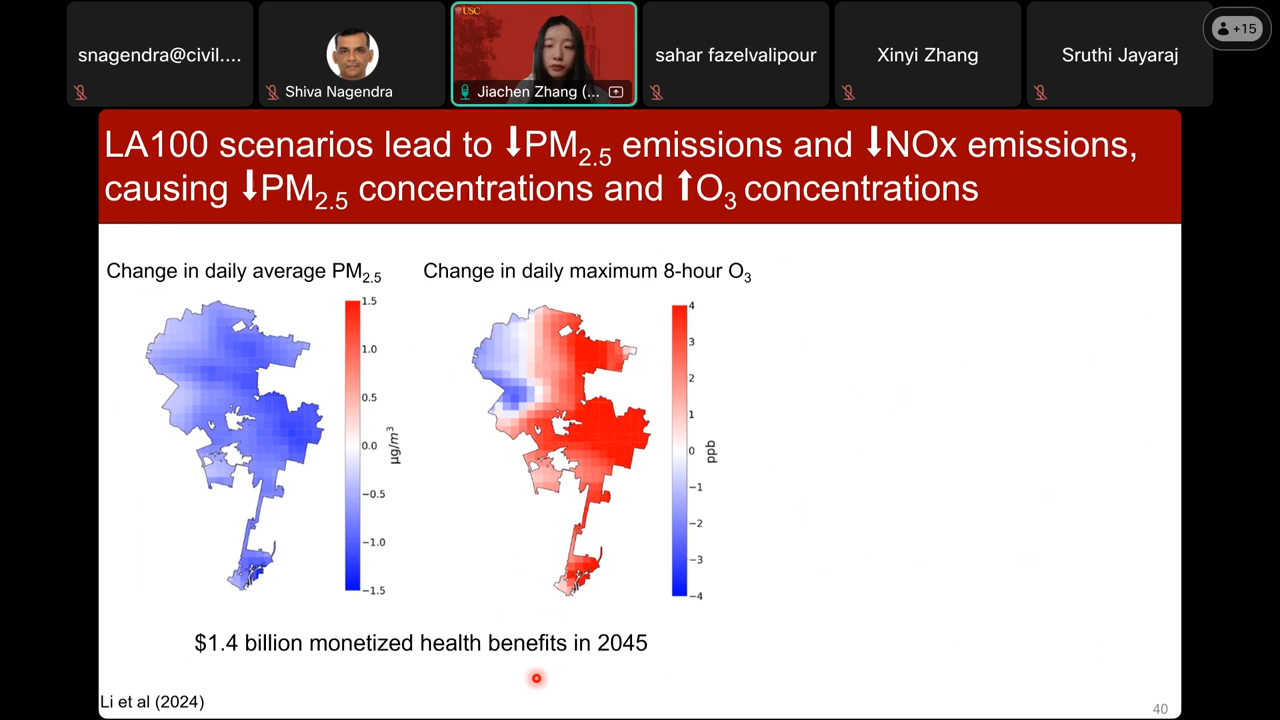 snagendra@civil....
Shiva Nagendra
USC
Jiachen Zhang (...
sahar fazelvalipour
Xinyi Zhang
Sruthi Jayaraj
+15
LA100 scenarios lead to ⬇PM2.5 emissions and ⬇NOx emissions,
causing ⬇PM2.5 concentrations and ⬆O3 concentrations
Change in daily average PM2.5
Change in daily maximum 8-hour O3
1.5
1.0
0.5
0.0
−0.5
−1.0
−1.5
µg/m³
4
3
2
1
0
−1
−2
−3
−4
ppb
$1.4 billion monetized health benefits in 2045
Li et al (2024)
40